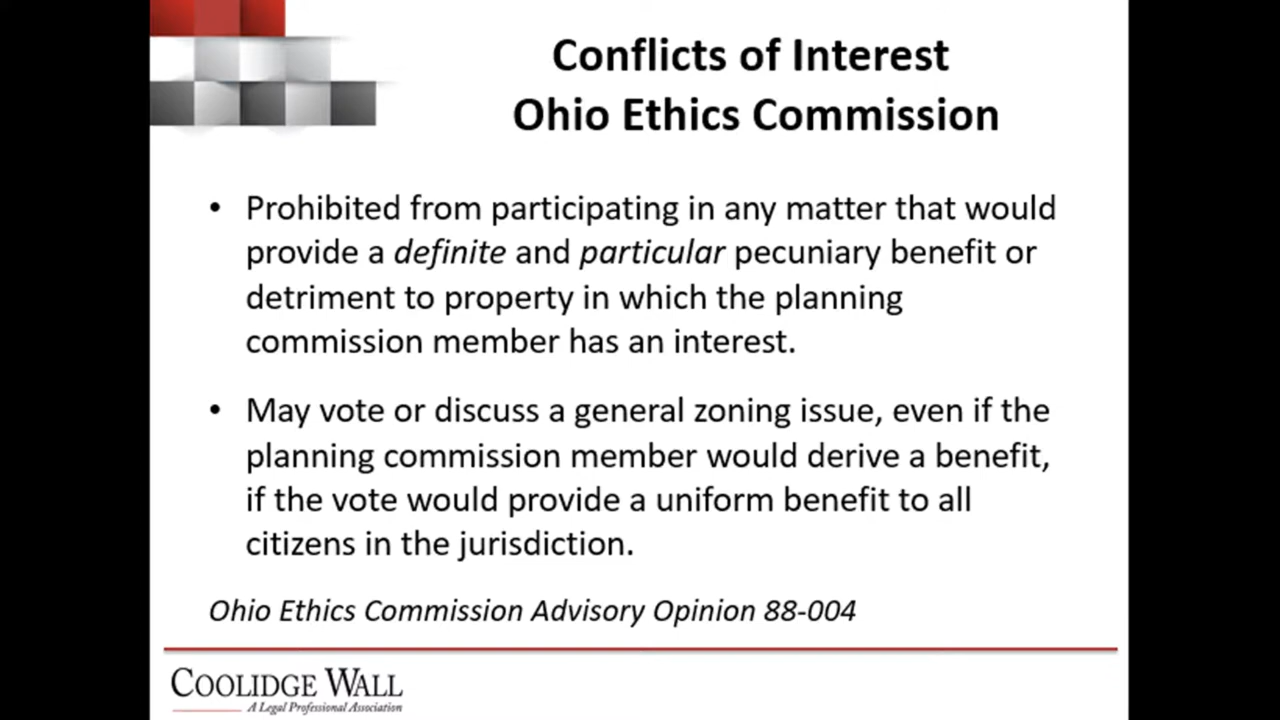 Conflicts of Interest
Ohio Ethics Commission
• Prohibited from participating in any matter that would
provide a definite and particular pecuniary benefit or
detriment to property in which the planning
commission member has an interest.
• May vote or discuss a general zoning issue, even if the
planning commission member would derive a benefit,
if the vote would provide a uniform benefit to all
citizens in the jurisdiction.
Ohio Ethics Commission Advisory Opinion 88-004
COOLIDGE WALL
A Legal Professional Association